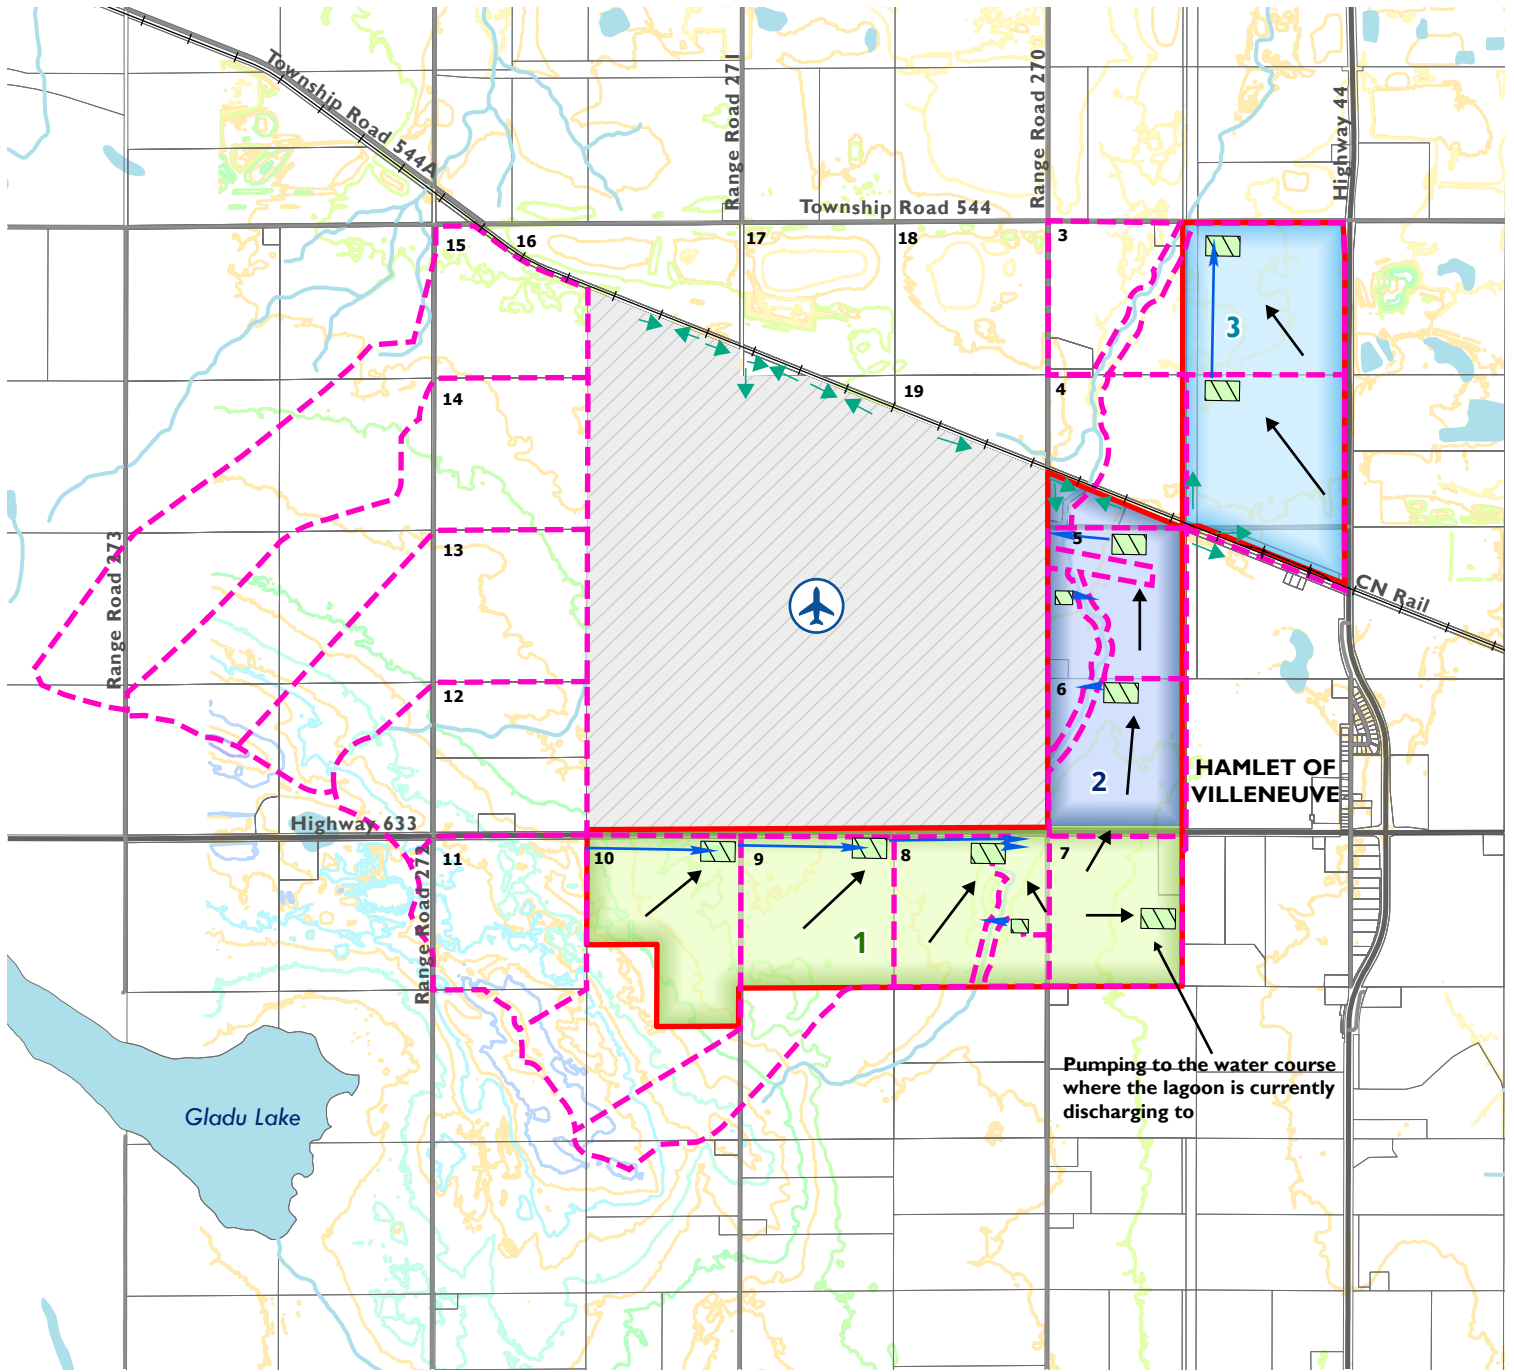 Township Road 544A
Range Road 271
Range Road 270
Highway 44
Township Road 544
15
16
17
18
3
3
14
19
4
13
5
Range Road 273
CN Rail
12
6
2
HAMLET OF
VILLENEUVE
Highway 633
11
10
9
8
7
1
Range Road 272
Pumping to the water course
where the lagoon is currently
discharging to
Gladu Lake